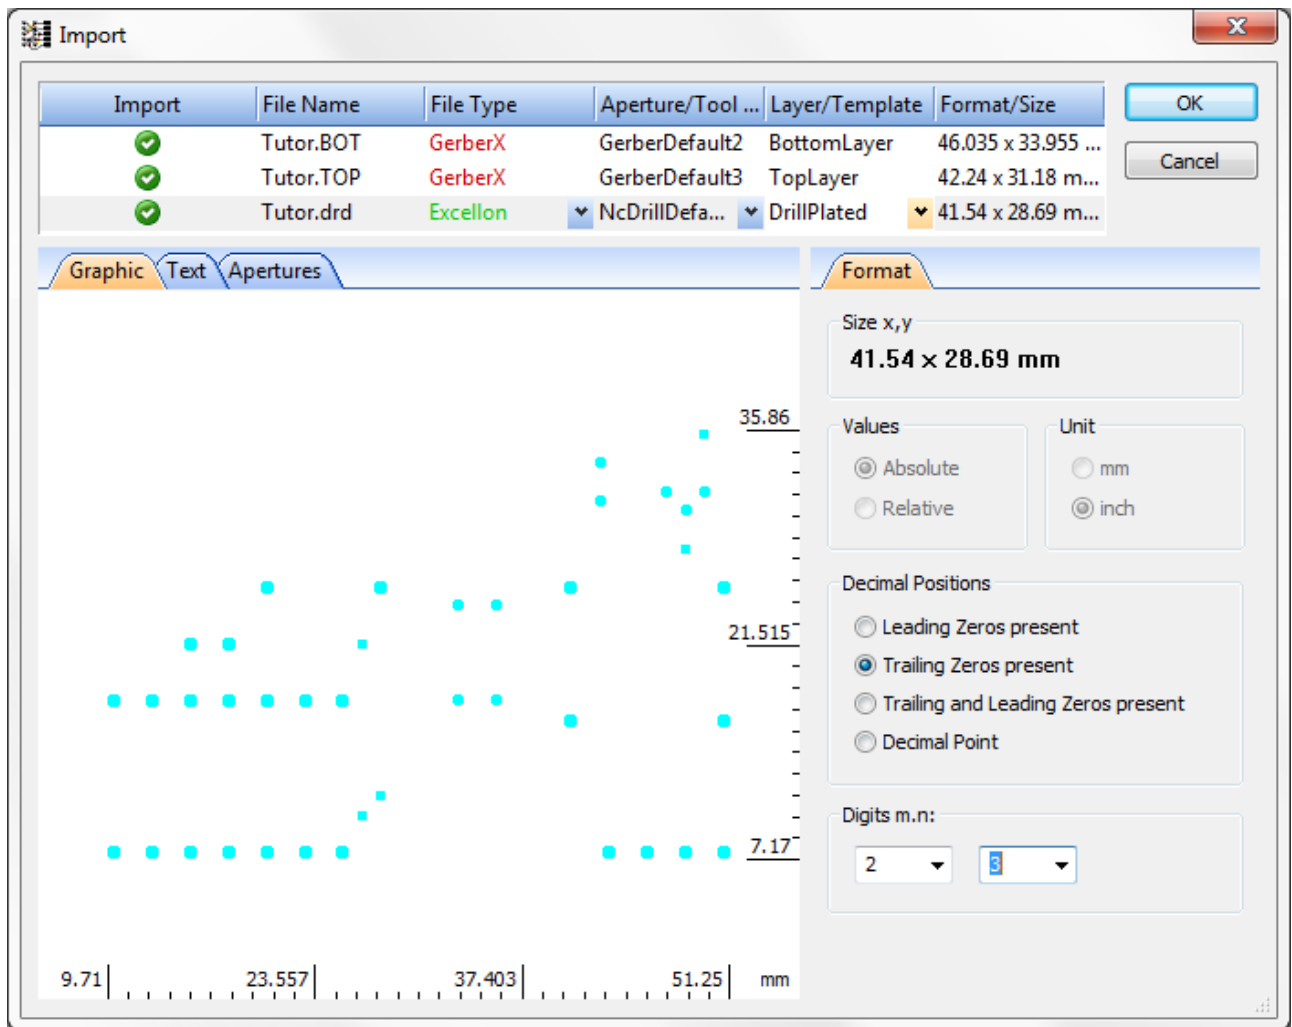 Import
Import File Name File Type Aperture/Tool ... Layer/Template Format/Size OK
Tutor.BOT GerberX GerberDefault2 BottomLayer 46.035 x 33.955 ...
Cancel
Tutor.TOP GerberX GerberDefault3 TopLayer 42.24 x 31.18 m...
Tutor.drd Excellon NcDrillDefa... DrillPlated 41.54 x 28.69 m...
Graphic Text Apertures Format
Size x,y
41.54 x 28.69 mm
35.86
Values Unit
Absolute mm
Relative inch
Decimal Positions
Leading Zeros present
21.515
Trailing Zeros present
Trailing and Leading Zeros present
Decimal Point
Digits m.n:
7.17
2 3
9.71 23.557 37.403 51.25 mm